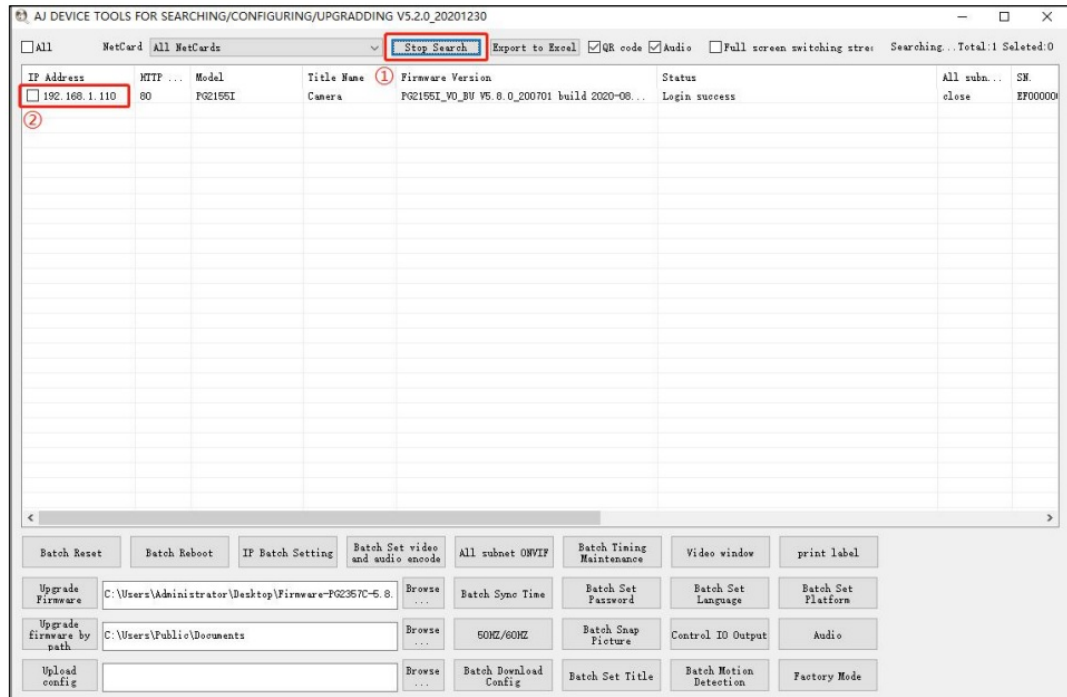 AJ DEVICE TOOLS FOR SEARCHING/CONFIGURING/UPGRADDING V5.2.0_20201230
All NetCard All NetCards Stop Search Export to Excel QR code Audio Full screen switching stre: Searching...Total:1 Seleted:0
IP Address HTTP ... Model Title Name ① Firmware Version Status All subn... SN.
192.168.1.110 80 PG2155I Camera PG2155I_VO_BV V5.8.0_200701 build 2020-08... Login success close EF00000
②
Batch Reset Batch Reboot IP Batch Setting Batch Set video and audio encode All subnet ONVIF Batch Timing Maintenance Video window print label
Upgrade Firmware C:\Users\Administrator\Desktop\Firmware-PG2357C-5.8. Browse ... Batch Sync Time Batch Set Password Batch Set Language Batch Set Platform
Upgrade firmware by path C:\Users\Public\Documents Browse ... 50HZ/60HZ Batch Snap Picture Control IO Output Audio
Upload config Browse ... Batch Download Config Batch Set Title Batch Motion Detection Factory Mode